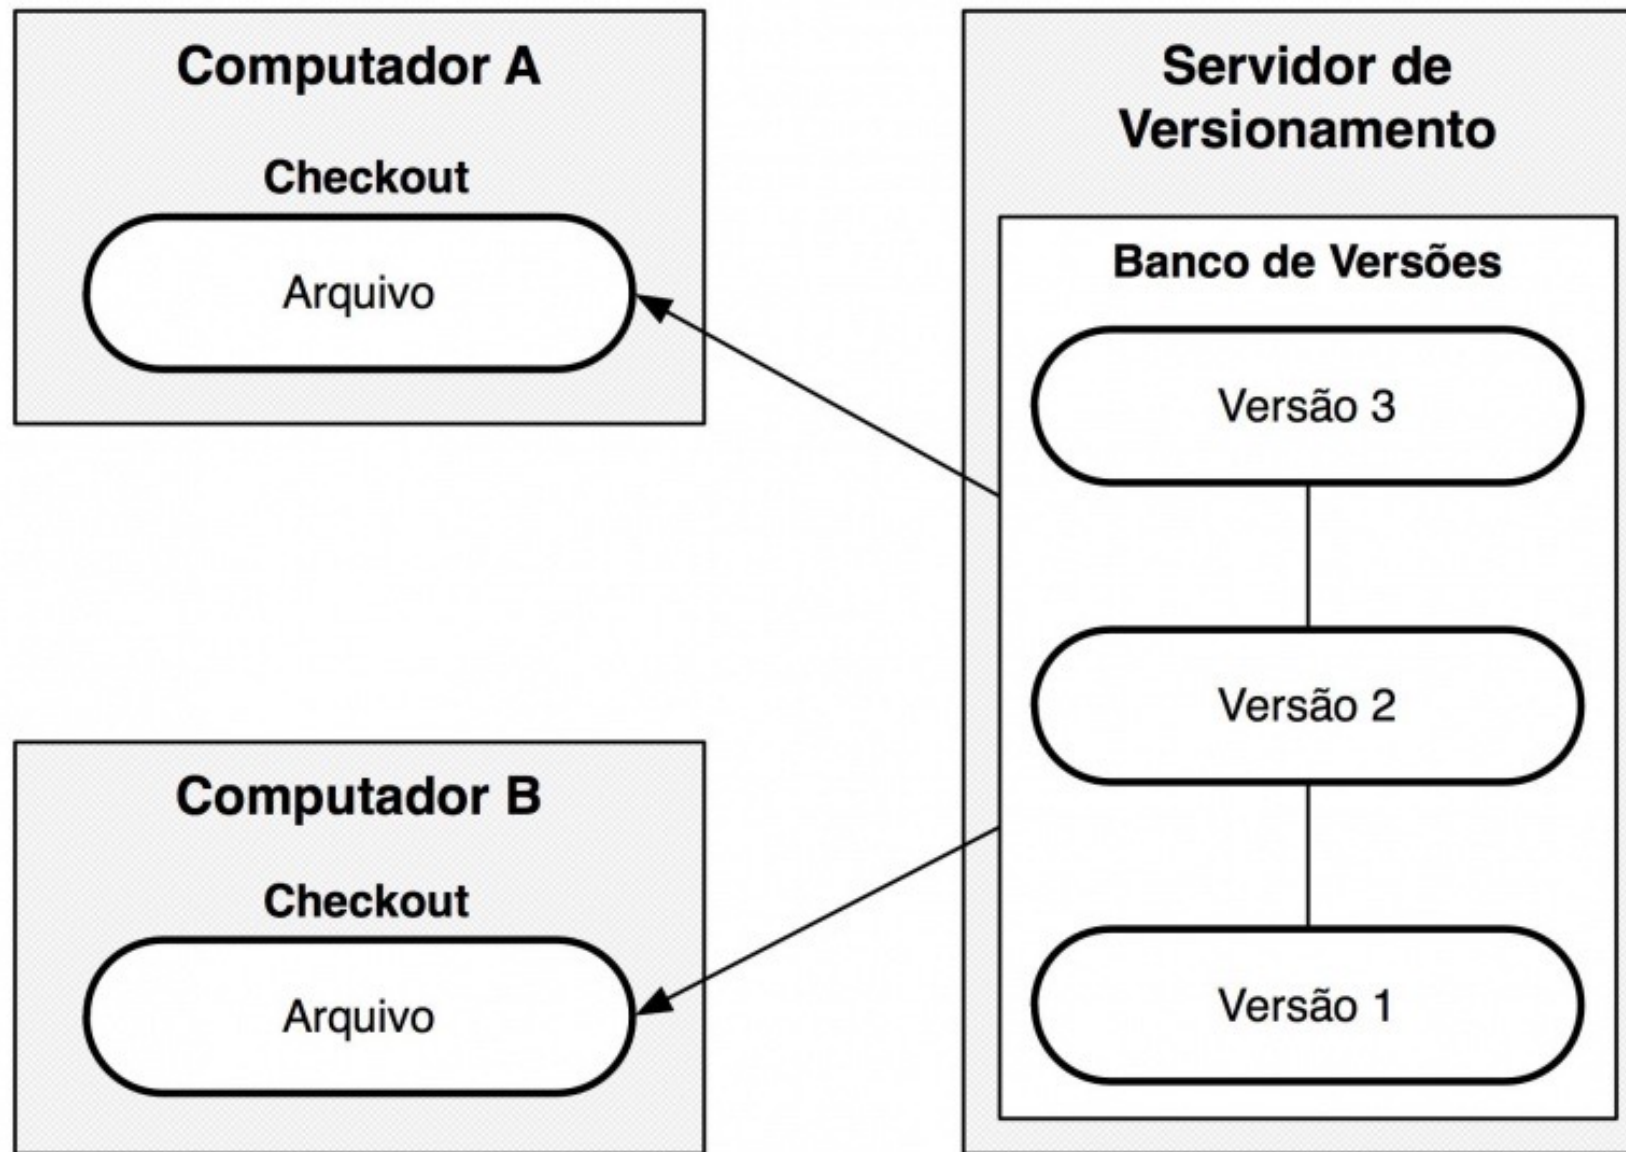 Computador A
Checkout
Arquivo
Computador B
Checkout
Arquivo
Servidor de
Versionamento
Banco de Versões
Versão 3
Versão 2
Versão 1